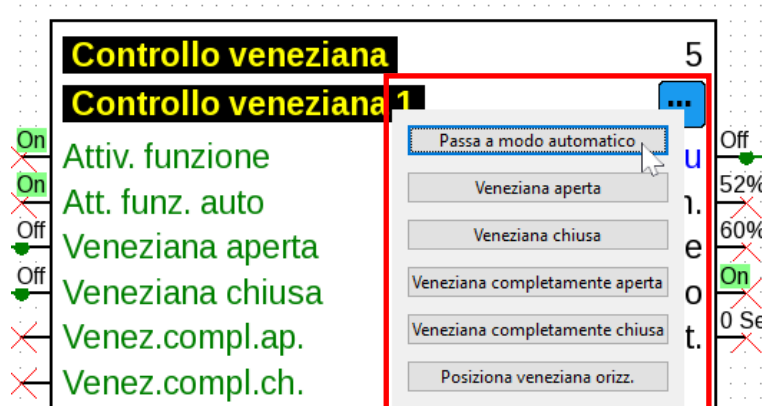 Controllo veneziana 5
Controllo veneziana 1 ...
On Attiv. funzione Passa a modo automatico u Off
On Att. funz. auto Veneziana aperta n. 52%
Off Veneziana aperta Veneziana chiusa e 60%
Off Veneziana chiusa Veneziana completamente aperta o On
Venez.compl.ap. Veneziana completamente chiusa t. 0 Se
Venez.compl.ch. Posiziona veneziana orizz.